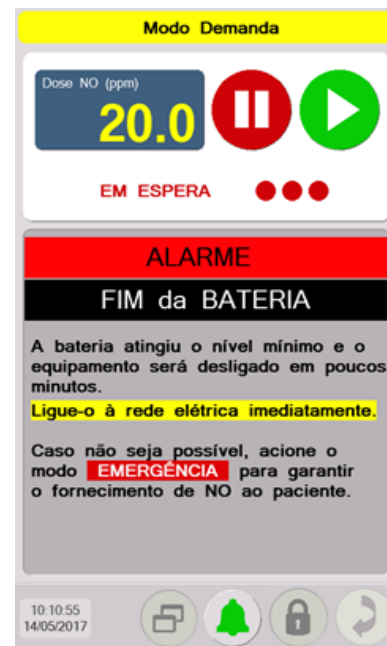 Modo Demanda
Dose NO (ppm)
20.0
EM ESPERA
ALARME
FIM da BATERIA
A bateria atingiu o nível mínimo e o
equipamento será desligado em poucos
minutos.
Ligue-o à rede elétrica imediatamente.
Caso não seja possível, acione o
modo EMERGÊNCIA para garantir
o fornecimento de NO ao paciente.
10:10:55
14/05/2017